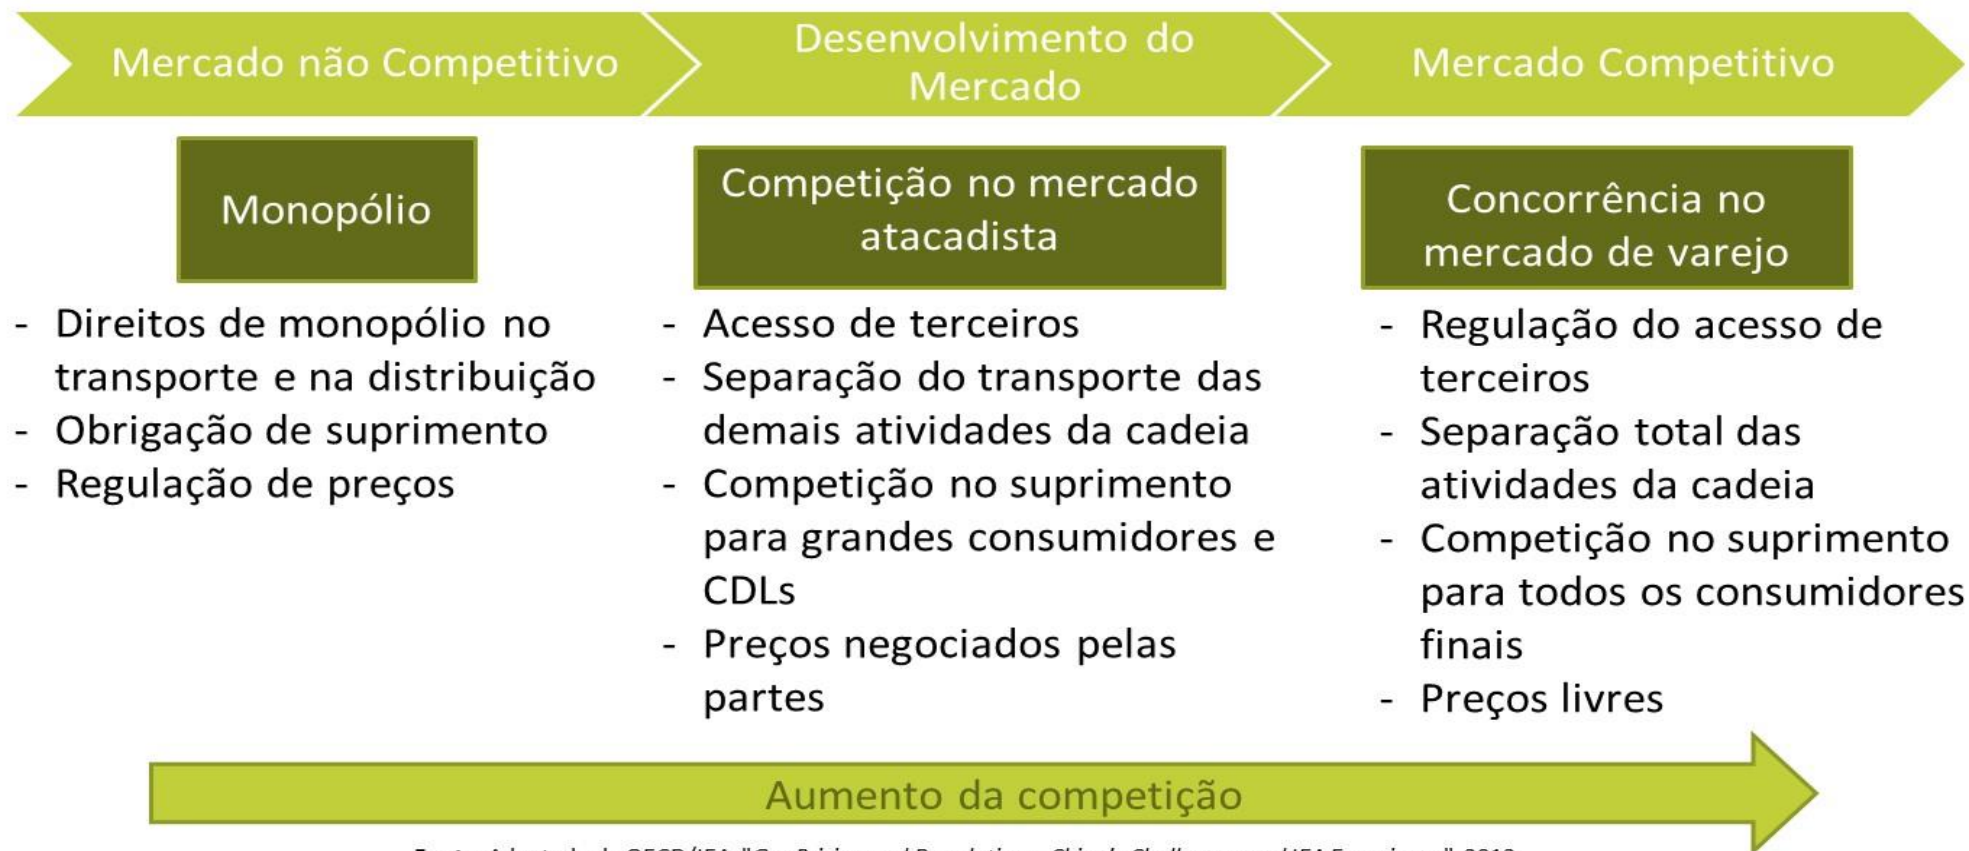 Mercado não Competitivo
Desenvolvimento do
Mercado
Mercado Competitivo
Monopólio
- Direitos de monopólio no
transporte e na distribuição
- Obrigação de suprimento
- Regulação de preços
Competição no mercado
atacadista
- Acesso de terceiros
- Separação do transporte das
demais atividades da cadeia
- Competição no suprimento
para grandes consumidores e
CDLs
- Preços negociados pelas
partes
Concorrência no
mercado de varejo
- Regulação do acesso de
terceiros
- Separação total das
atividades da cadeia
- Competição no suprimento
para todos os consumidores
finais
- Preços livres
Aumento da competição